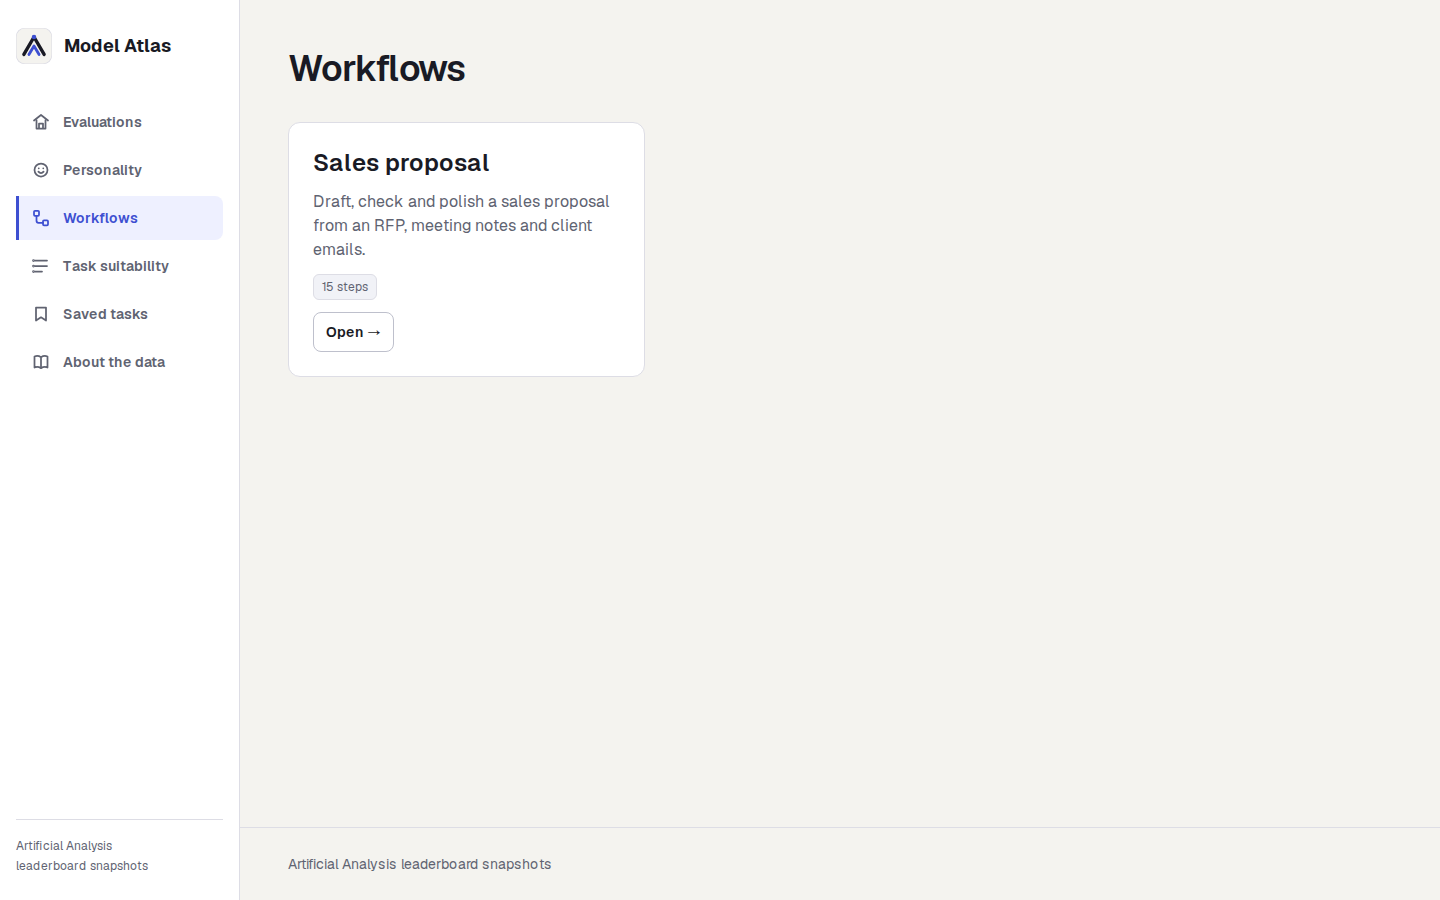 Model Atlas
Evaluations
Personality
Workflows
Task suitability
Saved tasks
About the data
Artificial Analysis
leaderboard snapshots
Workflows
Sales proposal
Draft, check and polish a sales proposal
from an RFP, meeting notes and client
emails.
15 steps
Open →
Artificial Analysis leaderboard snapshots